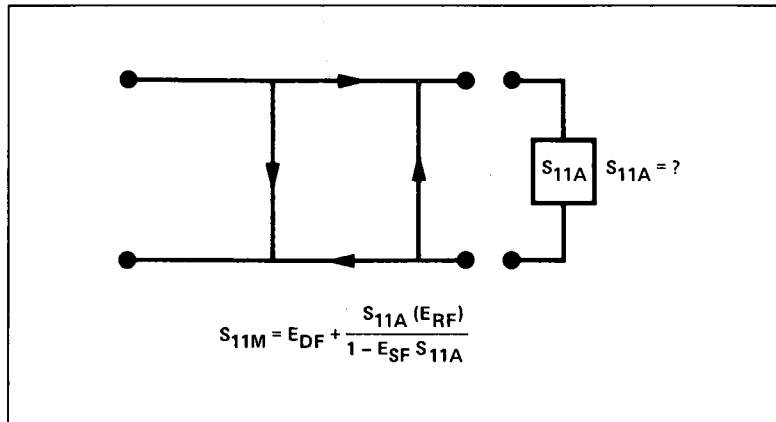 S11A S11A = ?
S11M = EDF + S11A (ERF) / 1 – ESF S11A